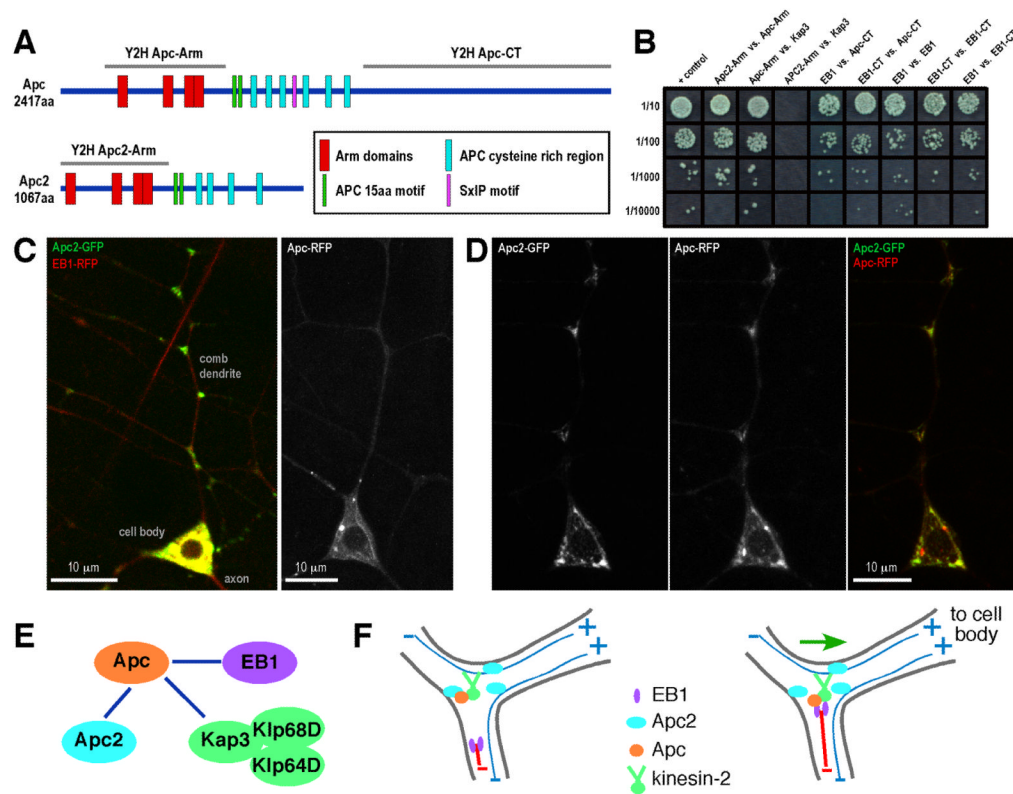 A
Y2H Apc-Arm
Y2H Apc-CT
Apc
2417aa
Y2H Apc2-Arm
Apc2
1067aa
Arm domains
APC cysteine rich region
APC 15aa motif
SxIP motif
B
+ control
Apc2-Arm vs. Apc-Arm
Apc-Arm vs. Kap3
APC2-Arm vs. Kap3
EB1 vs. Apc-CT
EB1-CT vs. Apc-CT
EB1 vs. EB1
EB1-CT vs. EB1-CT
EB1 vs. EB1-CT
1/10
1/100
1/1000
1/10000
C
Apc2-GFP
EB1-RFP
comb
dendrite
cell body
axon
10 µm
Apc-RFP
10 µm
D
Apc2-GFP
Apc-RFP
Apc2-GFP
Apc-RFP
10 µm
E
Apc
EB1
Apc2
Kap3
Klp68D
Klp64D
F
to cell
body
EB1
Apc2
Apc
kinesin-2